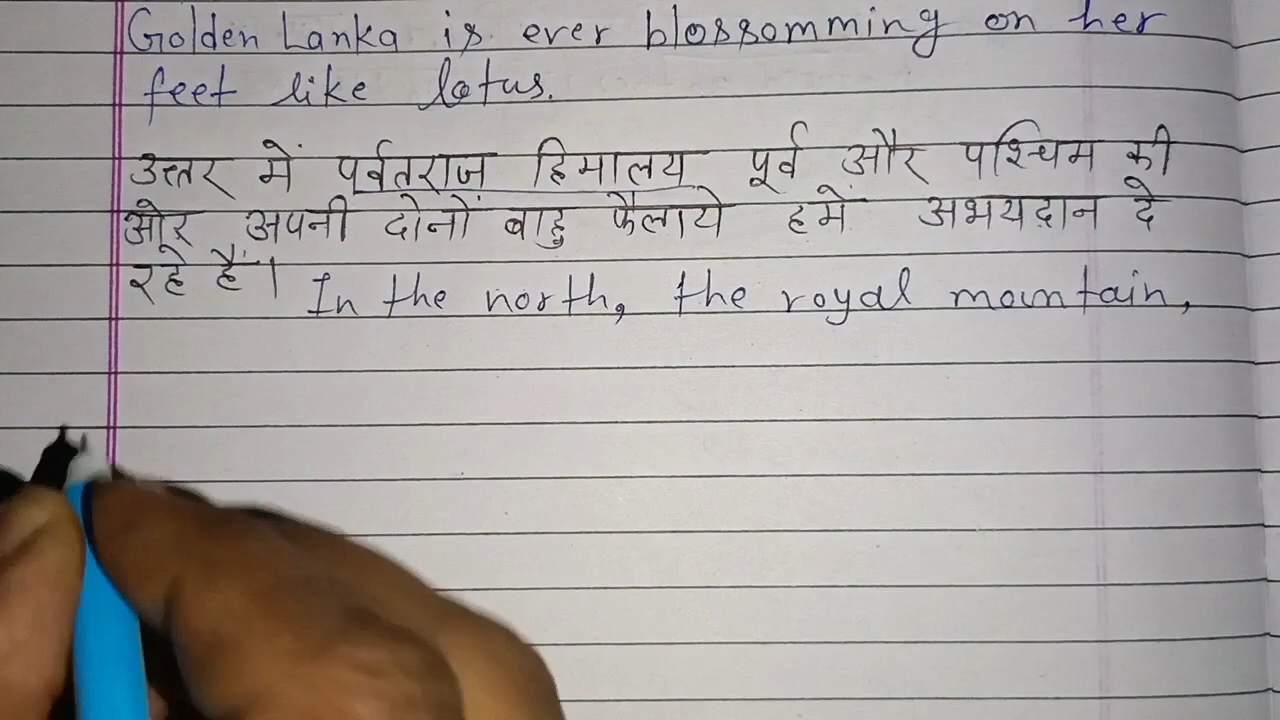 Golden Lanka is ever blossomming on her
feet like lotus.
उत्तर में पर्वतराज हिमालय पूर्व और पश्चिम की
ओर अपनी दोनों बाहु फैलाये हमें अभयदान दे
रहे हैं। In the north, the royal mountain,